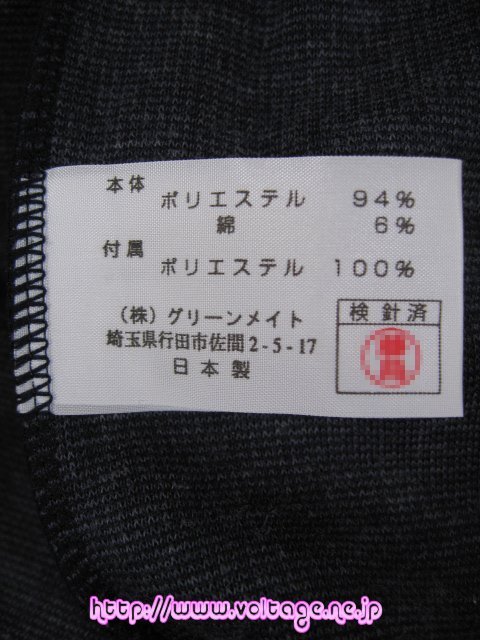 本体
ポリエステル 94%
綿 6%
付属
ポリエステル 100%
(株)グリーンメイト
埼玉県行田市佐間2-5-17
日本製
検針済
http://www.voltage.ne.jp